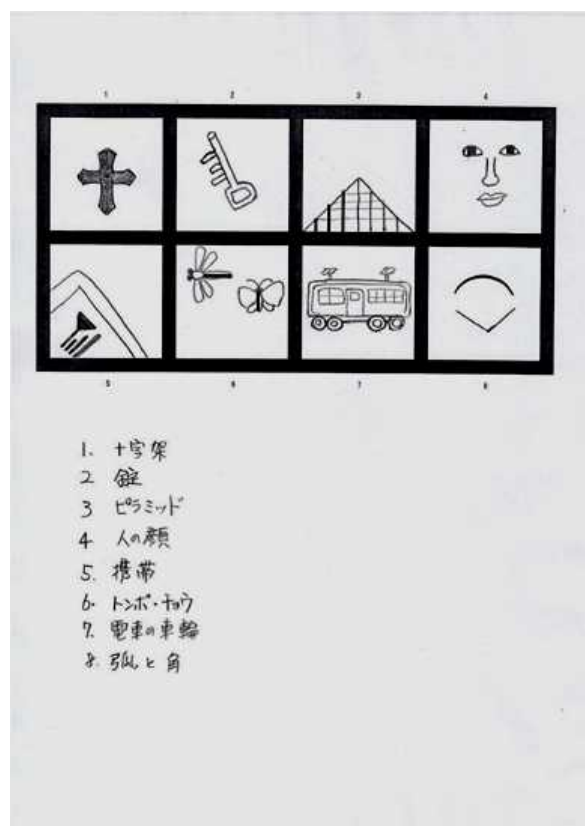 1 2 3 4
5 6 7 8
1. 十字架
2 錠
3 ピラミッド
4 人の顔
5. 携帯
6. トンボ・チョウ
7. 電車の車輪
8. 弧と角